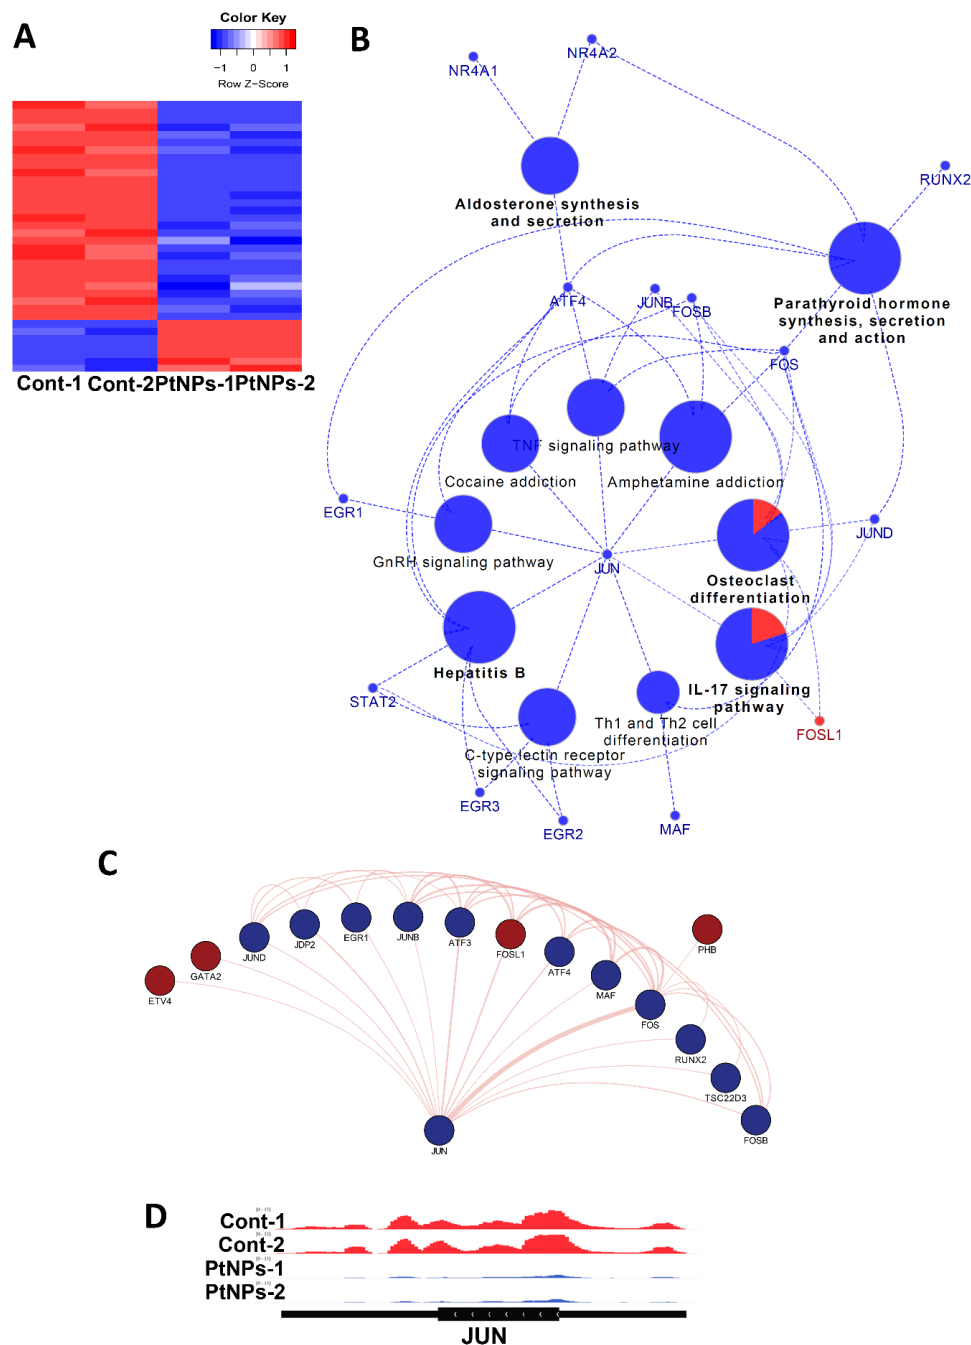 A
Color Key
−1 0 1
Row Z−Score
Cont-1 Cont-2 PtNPs-1 PtNPs-2
B
NR4A1
NR4A2
RUNX2
Aldosterone synthesis
and secretion
Parathyroid hormone
synthesis, secretion
and action
ATF4
JUNB
FOSB
FOS
TNF signaling pathway
Cocaine addiction
Amphetamine addiction
EGR1
JUND
GnRH signaling pathway
JUN
Osteoclast
differentiation
Hepatitis B
IL-17 signaling
pathway
STAT2
Th1 and Th2 cell
differentiation
FOSL1
C-type lectin receptor
signaling pathway
EGR3
EGR2
MAF
C
ETV4
GATA2
JUND
JDP2
EGR1
JUNB
ATF3
FOSL1
ATF4
MAF
FOS
PHB
RUNX2
TSC22D3
FOSB
JUN
D
Cont-1
Cont-2
PtNPs-1
PtNPs-2
JUN